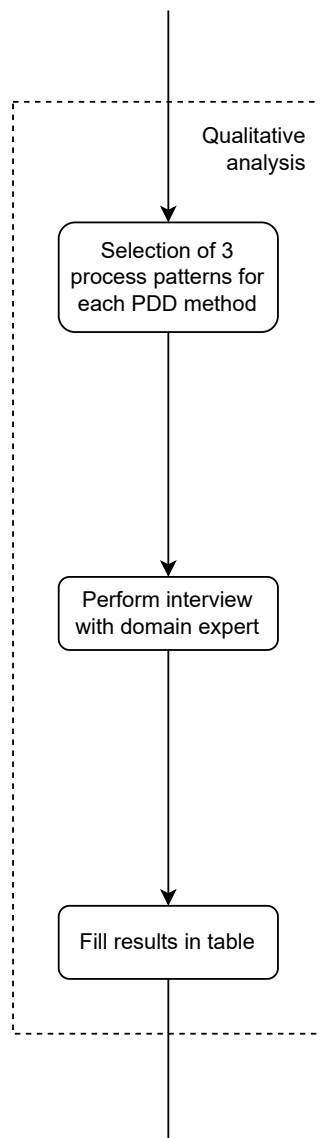 Qualitative
analysis
Selection of 3
process patterns for
each PDD method
Perform interview
with domain expert
Fill results in table